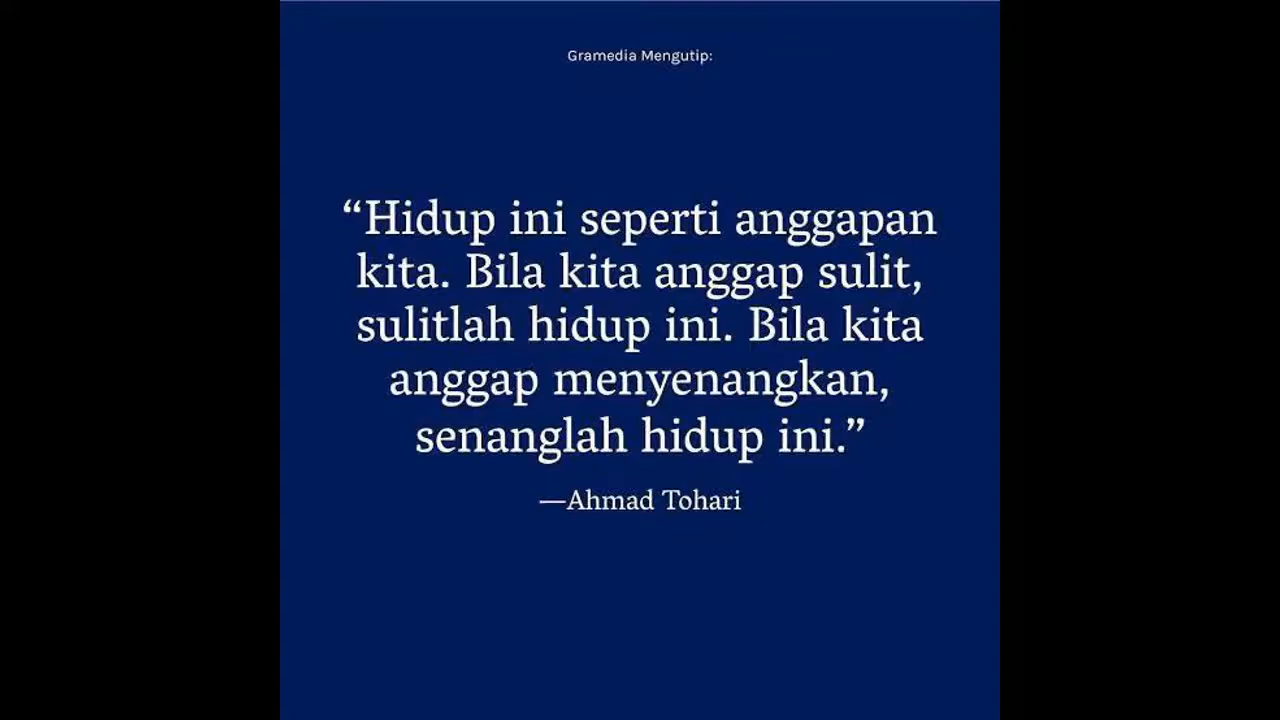 Gramedia Mengutip:
“Hidup ini seperti anggapan
kita. Bila kita anggap sulit,
sulitlah hidup ini. Bila kita
anggap menyenangkan,
senanglah hidup ini.”
—Ahmad Tohari